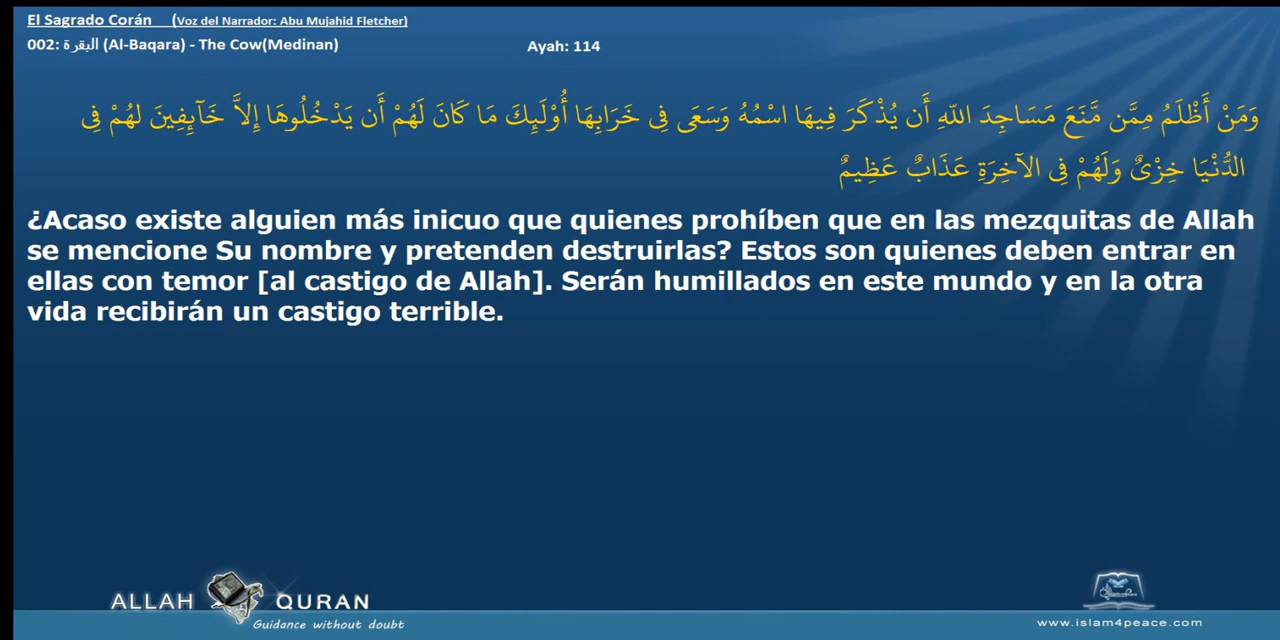 El Sagrado Corán (Voz del Narrador: Abu Mujahid Fletcher)
002: البقرة (Al-Baqara) - The Cow(Medinan) Ayah: 114
وَمَنْ أَظْلَمُ مِمَّن مَّنَعَ مَسَاجِدَ اللّهِ أَن يُذْكَرَ فِيهَا اسْمُهُ وَسَعَى فِى خَرَابِهَا أُوْلَئِكَ مَا كَانَ لَهُمْ أَن يَدْخُلُوهَا إِلاَّ خَآئِفِينَ لهُمْ فِى
الدُّنْيَا خِزْىٌ وَلَهُمْ فِى الآخِرَةِ عَذَابٌ عَظِيمٌ
¿Acaso existe alguien más inicuo que quienes prohíben que en las mezquitas de Allah
se mencione Su nombre y pretenden destruirlas? Estos son quienes deben entrar en
ellas con temor [al castigo de Allah]. Serán humillados en este mundo y en la otra
vida recibirán un castigo terrible.
ALLAH QURAN
Guidance without doubt
www.islam4peace.com